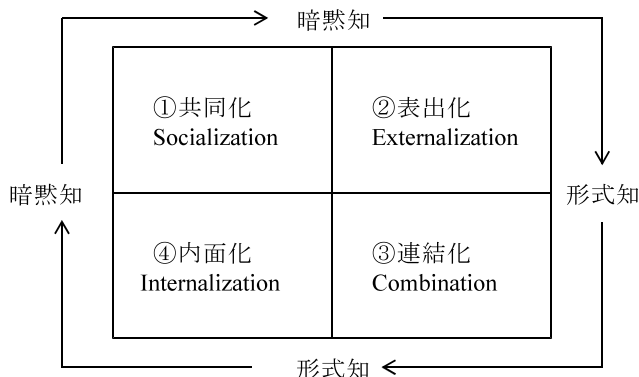 暗黙知
①共同化
Socialization
②表出化
Externalization
暗黙知
形式知
④内面化
Internalization
③連結化
Combination
形式知